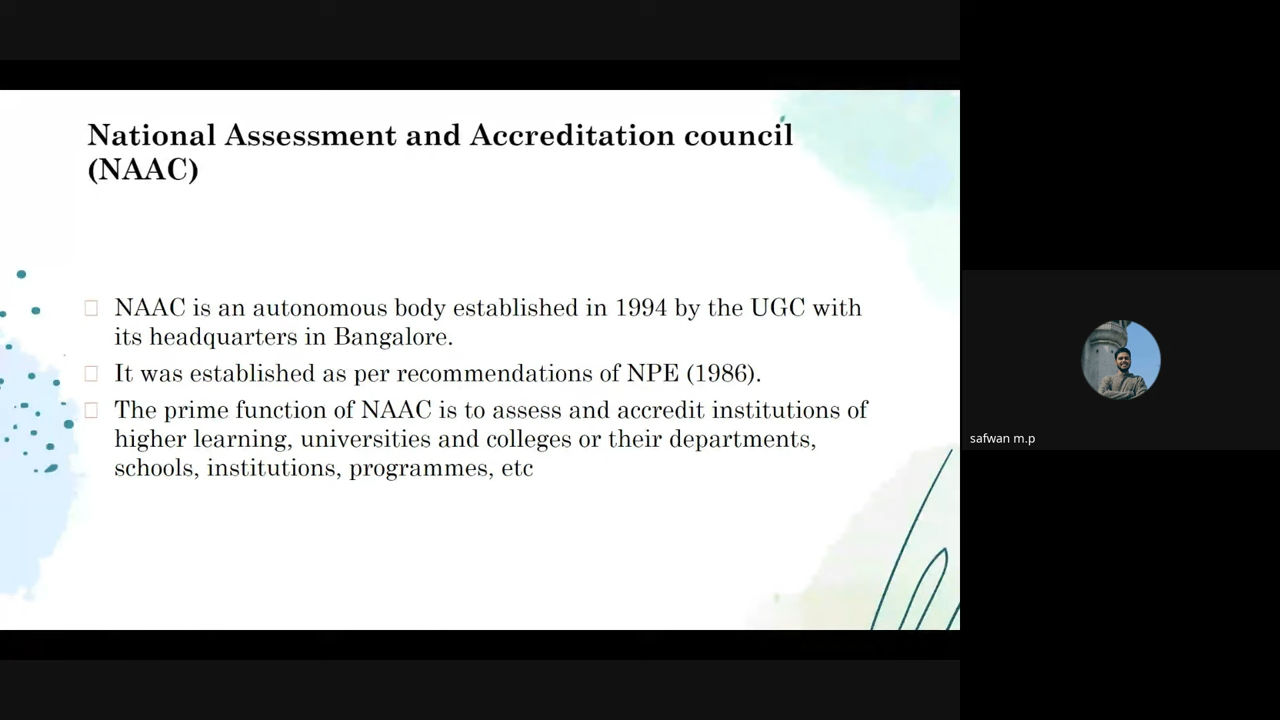 National Assessment and Accreditation council
(NAAC)
NAAC is an autonomous body established in 1994 by the UGC with
its headquarters in Bangalore.
It was established as per recommendations of NPE (1986).
The prime function of NAAC is to assess and accredit institutions of
higher learning, universities and colleges or their departments,
schools, institutions, programmes, etc
safwan m.p